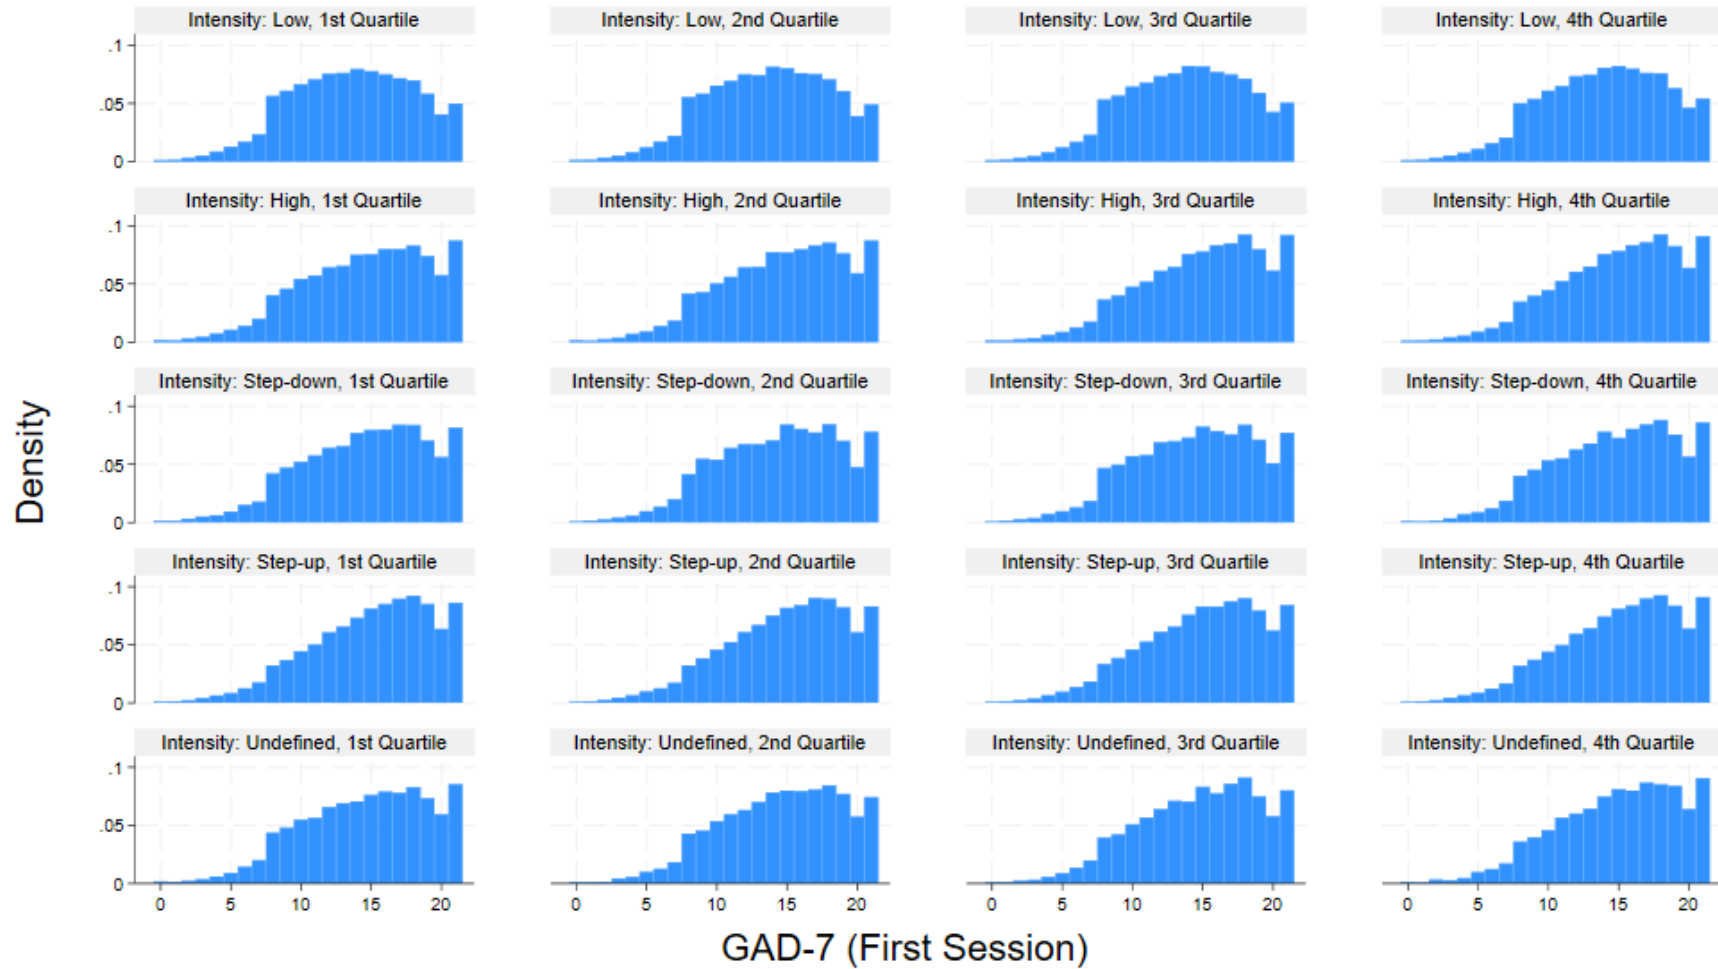 Intensity: Low, 1st Quartile
Intensity: Low, 2nd Quartile
Intensity: Low, 3rd Quartile
Intensity: Low, 4th Quartile
.1
.05
0
Intensity: High, 1st Quartile
Intensity: High, 2nd Quartile
Intensity: High, 3rd Quartile
Intensity: High, 4th Quartile
.1
.05
0
Intensity: Step-down, 1st Quartile
Intensity: Step-down, 2nd Quartile
Intensity: Step-down, 3rd Quartile
Intensity: Step-down, 4th Quartile
.1
.05
0
Density
Intensity: Step-up, 1st Quartile
Intensity: Step-up, 2nd Quartile
Intensity: Step-up, 3rd Quartile
Intensity: Step-up, 4th Quartile
.1
.05
0
Intensity: Undefined, 1st Quartile
Intensity: Undefined, 2nd Quartile
Intensity: Undefined, 3rd Quartile
Intensity: Undefined, 4th Quartile
.1
.05
0
0 5 10 15 20
0 5 10 15 20
0 5 10 15 20
0 5 10 15 20
GAD-7 (First Session)